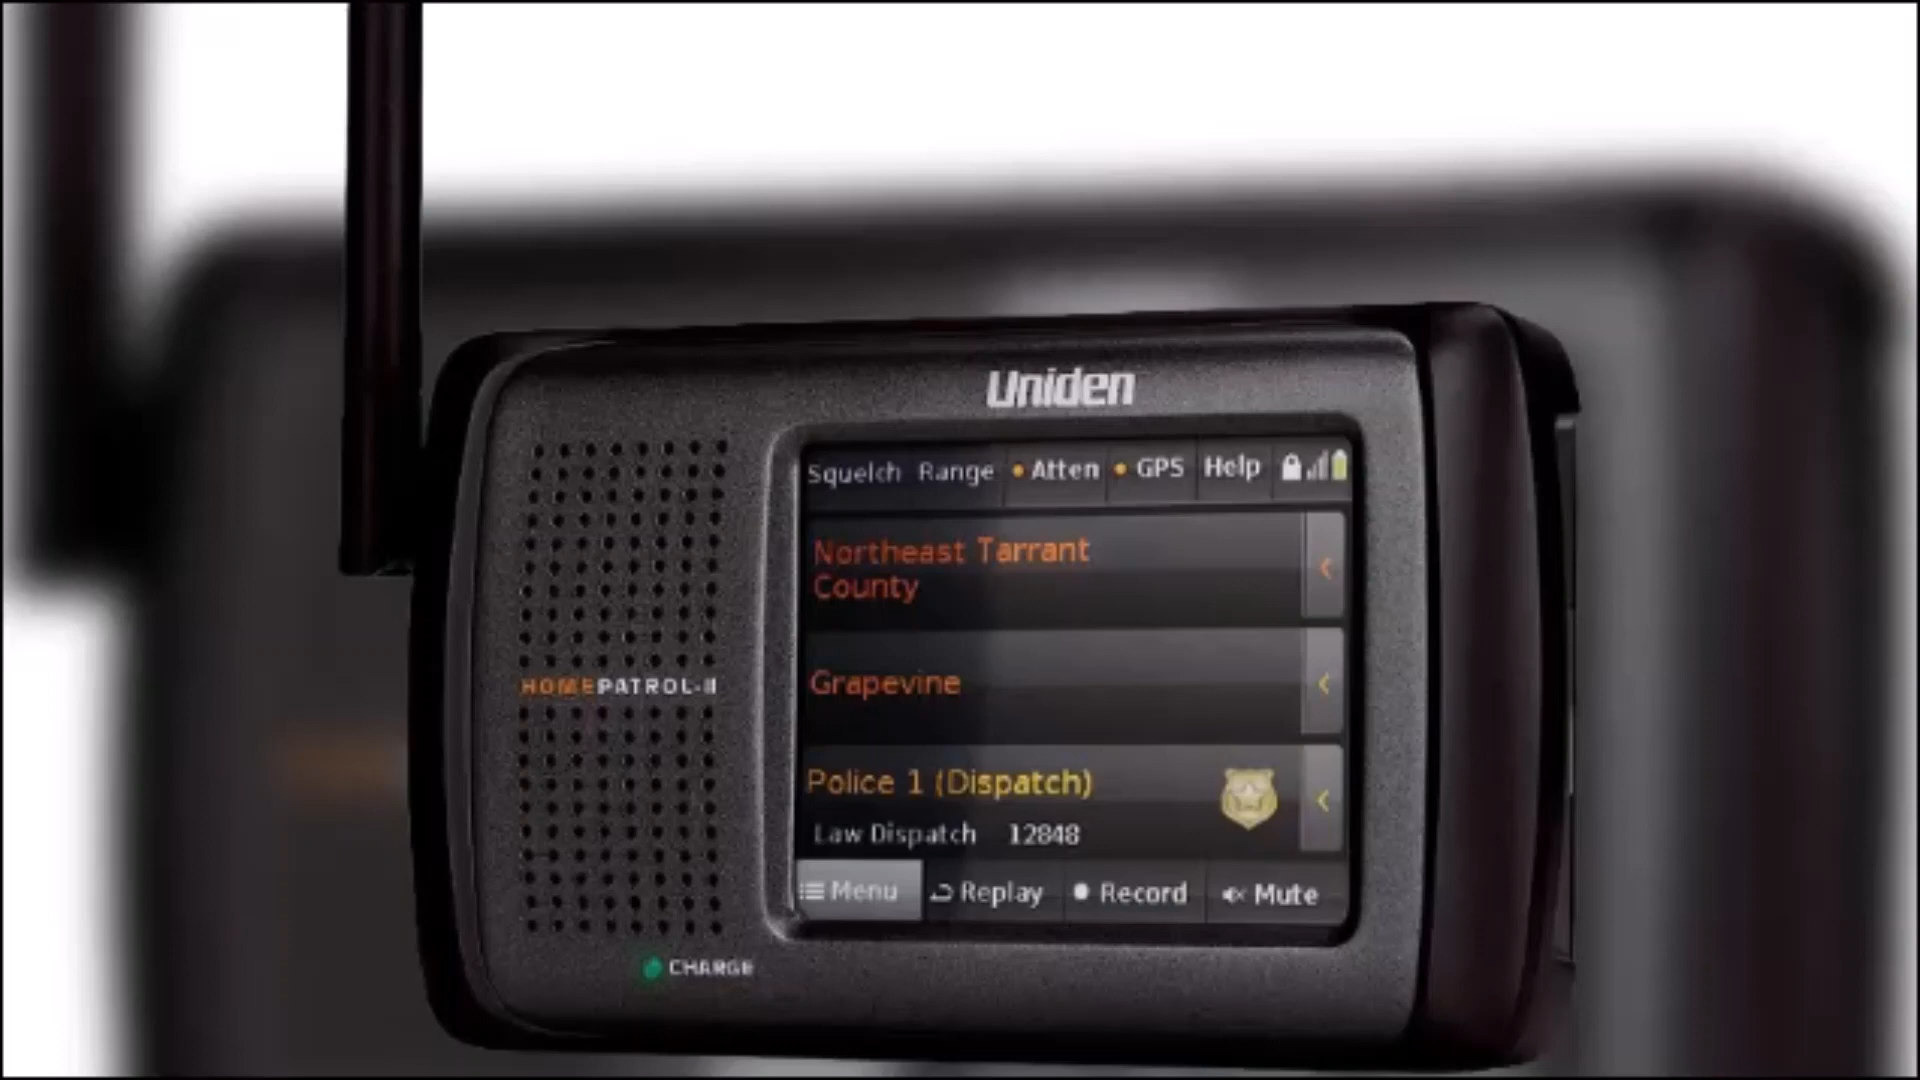 Uniden
Squelch Range Atten GPS Help
Northeast Tarrant
County
Grapevine
HOMEPATROL-II
Police 1 (Dispatch)
Law Dispatch 12848
Menu Replay Record Mute
CHARGE